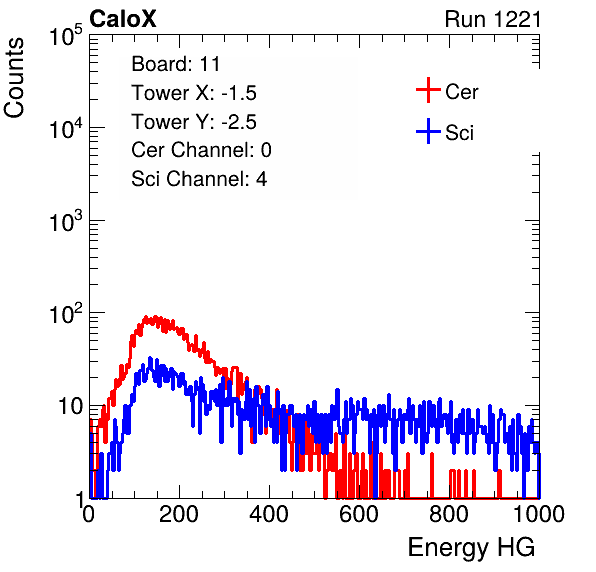 CaloX Run 1221
Counts
10^5
10^4
10^3
10^2
10
1
Board: 11
Tower X: -1.5
Tower Y: -2.5
Cer Channel: 0
Sci Channel: 4
Cer
Sci
0 200 400 600 800 1000
Energy HG